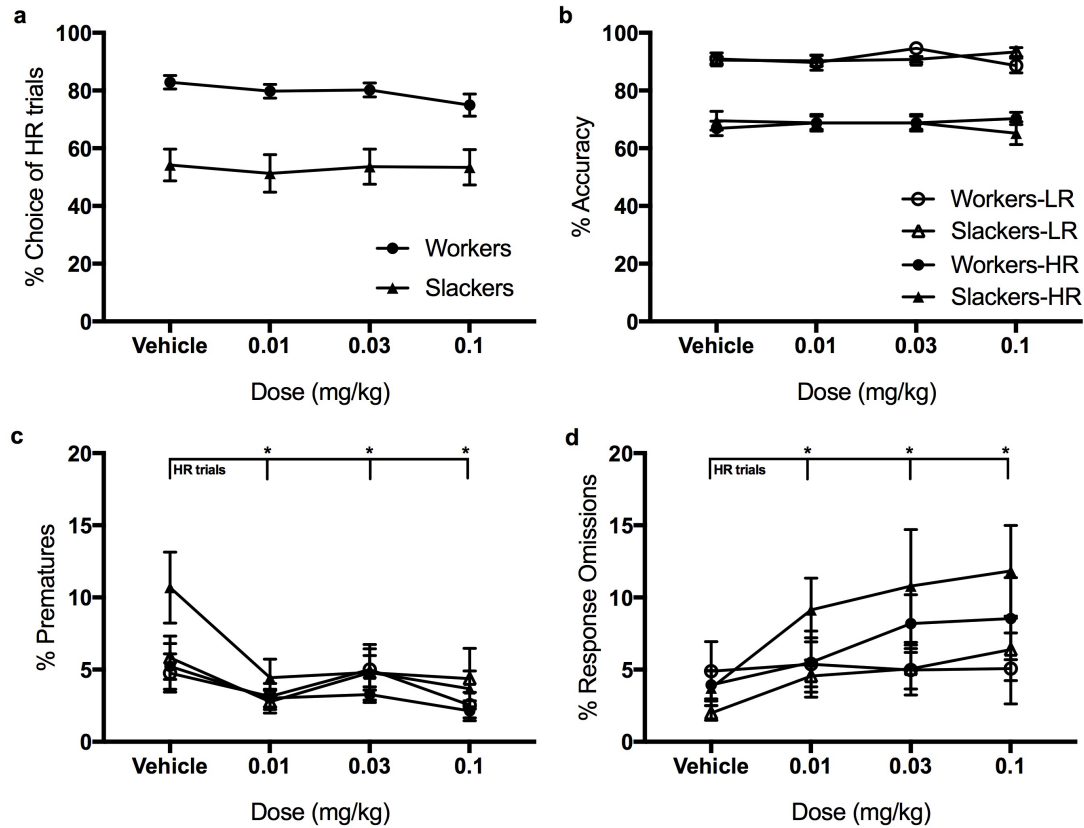 a
% Choice of HR trials
100
80
60
40
20
0
Workers
Slackers
Vehicle 0.01 0.03 0.1
Dose (mg/kg)
b
% Accuracy
100
80
60
40
20
0
Workers-LR
Slackers-LR
Workers-HR
Slackers-HR
Vehicle 0.01 0.03 0.1
Dose (mg/kg)
c
% Prematures
20
15
10
5
0
HR trials
* * *
Vehicle 0.01 0.03 0.1
Dose (mg/kg)
d
% Response Omissions
20
15
10
5
0
HR trials
* * *
Vehicle 0.01 0.03 0.1
Dose (mg/kg)